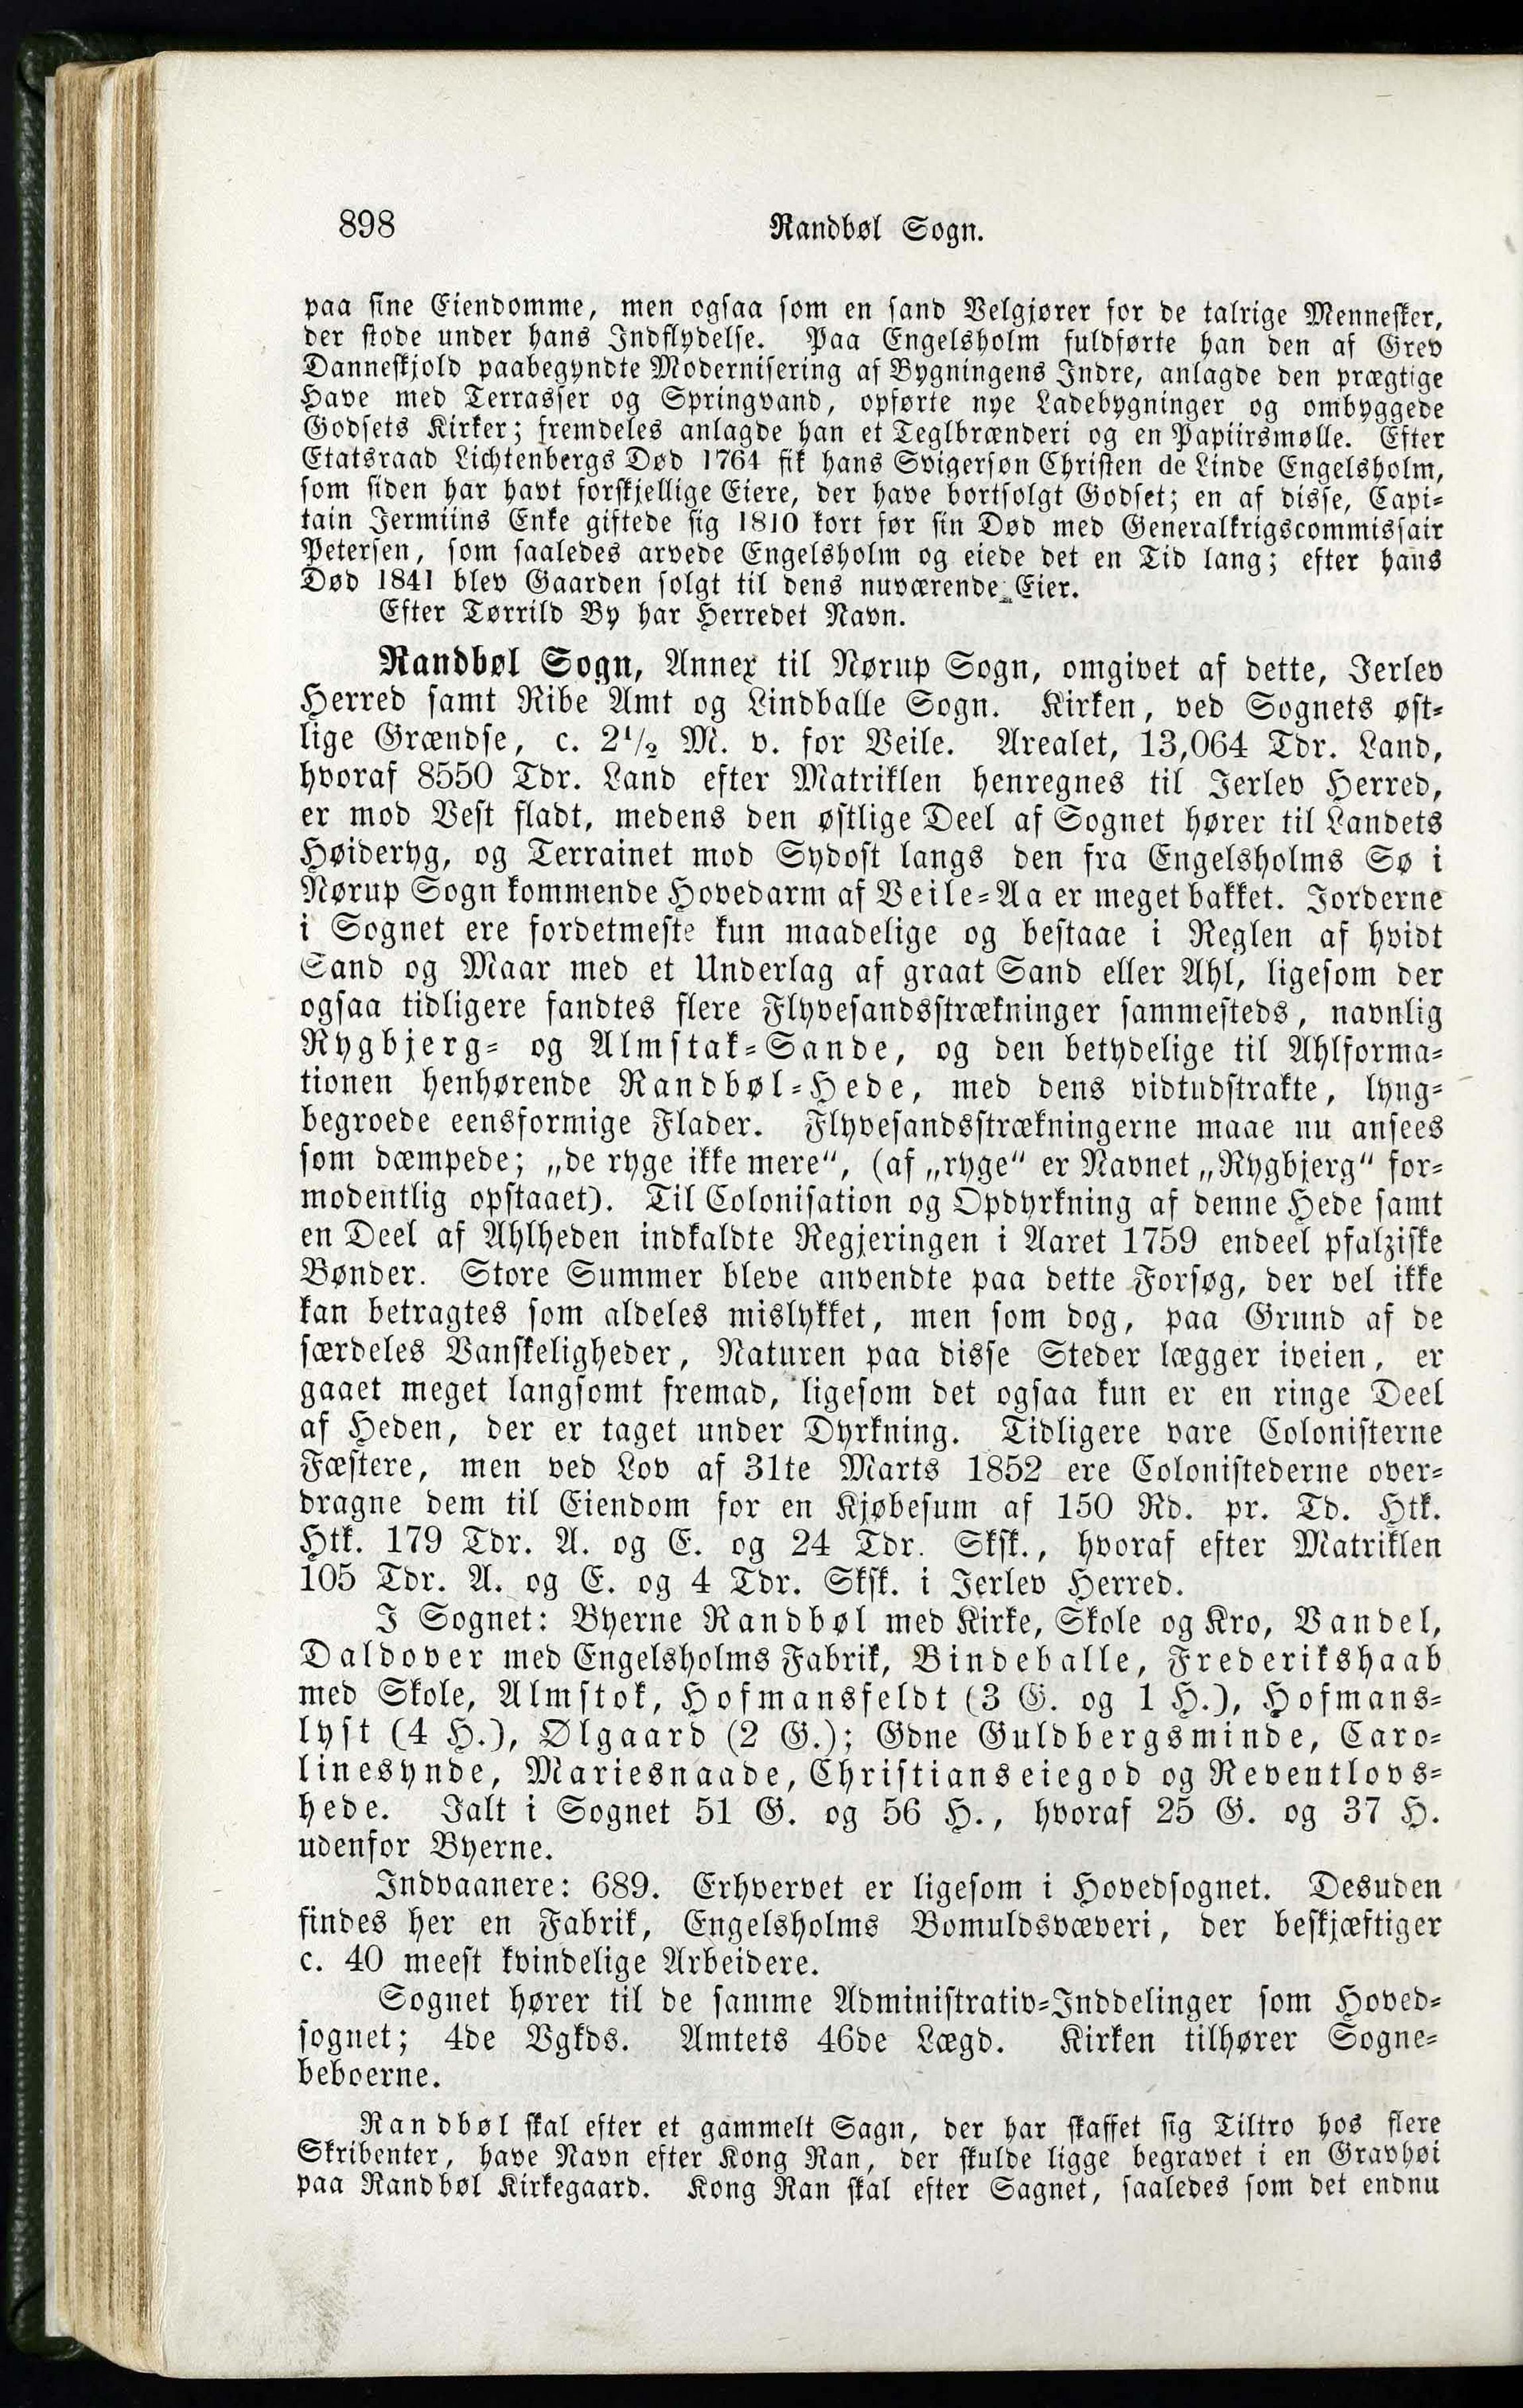 898
Randbøl Sogn.
paa sine Eiendomme, men ogsaa som en sand Velgjører for de talrige Mennesker,
der stode under hans Indflydelse. Paa Engelsholm fuldførte han den af Grev
Danneskjold paabegyndte Modernisering af Bygningens Indre, anlagde den prægtige
Have med Terrasser og Springvand, opførte nye Ladebygninger og ombyggede
Godsets Kirker; fremdeles anlagde han et Teglbrænderi og en Papiirsmølle. Efter
Etatsraad Lichtenbergs Død 1764 fik hans Svigersøn Christen de Linde Engelsholm,
som siden har havt forskjellige Eiere, der have bortsolgt Godset; en af disse, Capi-
tain Jermiins Enke giftede sig 1810 kort før sin Død med Generalkrigscommissair
Petersen, som saaledes arvede Engelsholm og eiede det en Tid lang; efter hans
Død 1841 blev Gaarden solgt til dens nuværende Eier.
Efter Tørrild By har Herredet Navn.
Randbøl Sogn, Annex til Nørup Sogn, omgivet af dette, Jerlev
Herred samt Ribe Amt og Lindballe Sogn. Kirken, ved Sognets øst-
lige Grændse, c. 2 1/2 M. v. for Veile. Arealet, 13,064 Tdr. Land,
hvoraf 8550 Tdr. Land efter Matriklen henregnes til Jerlev Herred,
er mod Vest fladt, medens den østlige Deel af Sognet hører til Landets
Høideryg, og Terrainet mod Sydost langs den fra Engelsholms Sø i
Nørup Sogn kommende Hovedarm af Veile-Aa er meget bakket. Jorderne
i Sognet ere fordetmeste kun maadelige og bestaae i Reglen af hvidt
Sand og Maar med et Underlag af graat Sand eller Ahl, ligesom der
ogsaa tidligere fandtes flere Flyvesandsstrækninger sammesteds, navnlig
Rygbjerg- og Almstak-Sande, og den betydelige til Ahlforma-
tionen henhørende Randbøl-Hede, med dens vidtudstrakte, lyng-
begroede eensformige Flader. Flyvesandsstrækningerne maae nu ansees
som dæmpede; „de ryge ikke mere“, (af „ryge“ er Navnet „Rygbjerg“ for-
modentlig opstaaet). Til Colonisation og Opdyrkning af denne Hede samt
en Deel af Ahlheden indkaldte Regjeringen i Aaret 1759 endeel pfalziske
Bønder. Store Summer bleve anvendte paa dette Forsøg, der vel ikke
kan betragtes som aldeles mislykket, men som dog, paa Grund af de
særdeles Vanskeligheder, Naturen paa disse Steder lægger iveien, er
gaaet meget langsomt fremad, ligesom det ogsaa kun er en ringe Deel
af Heden, der er taget under Dyrkning. Tidligere vare Colonisterne
Fæstere, men ved Lov af 31te Marts 1852 ere Colonistederne over-
dragne dem til Eiendom for en Kjøbesum af 150 Rd. pr. Td. Htk.
Htk. 179 Tdr. A. og E. og 24 Tdr. Sksk., hvoraf efter Matriklen
105 Tdr. A. og E. og 4 Tdr. Sksk. i Jerlev Herred.
I Sognet: Byerne Randbøl med Kirke, Skole og Kro, Vandel,
Daldover med Engelsholms Fabrik, Bindeballe, Frederikshaab
med Skole, Almstok, Hofmansfeldt (3 G. og 1 H.), Hofmans-
lyst (4 H.), Ølgaard (2 G.); Gdne Guldbergsminde, Caro-
linesynde, Mariesnaade, Christianseiegod og Reventlovs-
hede. Ialt i Sognet 51 G. og 56 H., hvoraf 25 G. og 37 H.
udenfor Byerne.
Indvaanere: 689. Erhvervet er ligesom i Hovedsognet. Desuden
findes her en Fabrik, Engelsholms Bomuldsvæveri, der beskjæftiger
c. 40 meest kvindelige Arbeidere.
Sognet hører til de samme Administrativ-Inddelinger som Hoved-
sognet; 4de Vgkds. Amtets 46de Lægd. Kirken tilhører Sogne-
beboerne.
Randbøl skal efter et gammelt Sagn, der har skaffet sig Tiltro hos flere
Skribenter, have Navn efter Kong Ran, der skulde ligge begravet i en Gravhøi
paa Randbøl Kirkegaard. Kong Ran skal efter Sagnet, saaledes som det endnu